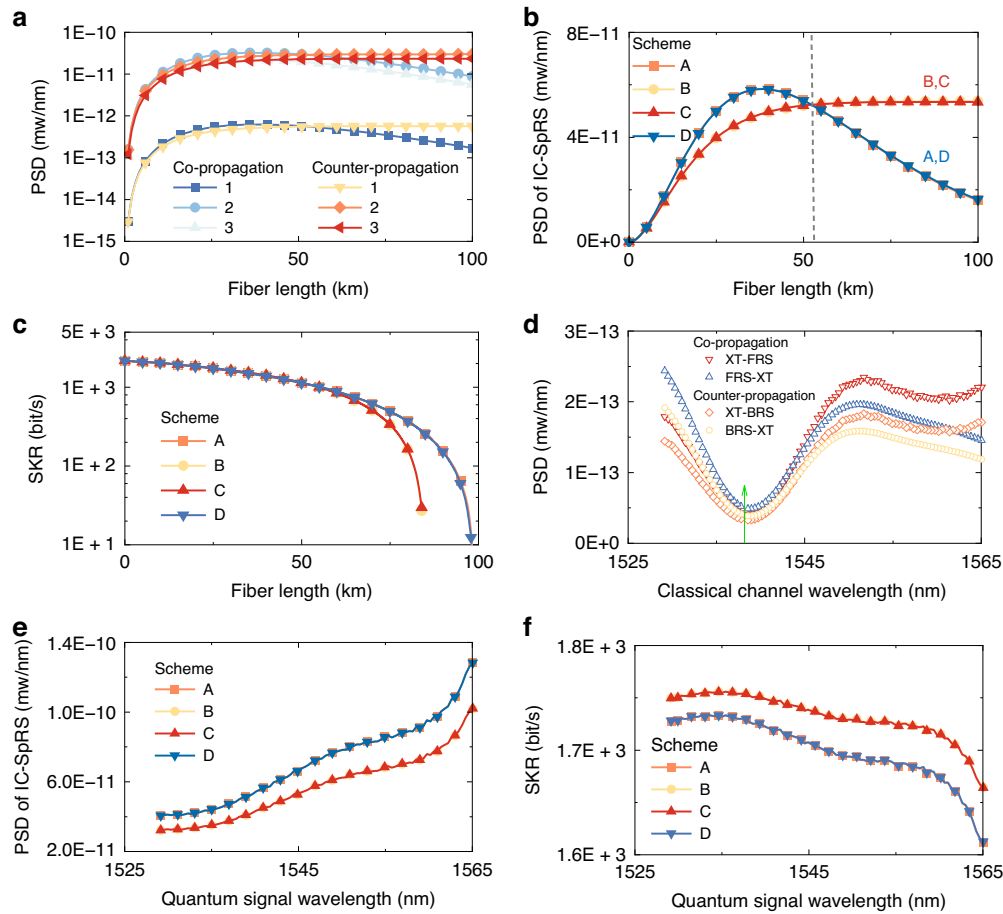 a
1E−10
1E−11
1E−12
1E−13
1E−14
1E−15
PSD (mw/nm)
Co-propagation
1
2
3
Counter-propagation
1
2
3
0
50
100
Fiber length (km)
b
8E−11
4E−11
0E+0
PSD of IC-SpRS (mw/nm)
Scheme
A
B
C
D
B,C
A,D
0
50
100
Fiber length (km)
c
5E + 3
1E + 3
1E + 2
1E + 1
SKR (bit/s)
Scheme
A
B
C
D
0
50
100
Fiber length (km)
d
3E−13
2E−13
1E−13
0E+0
PSD (mw/nm)
Co-propagation
XT-FRS
FRS-XT
Counter-propagation
XT-BRS
BRS-XT
1525
1545
1565
Classical channel wavelength (nm)
e
1.4E−10
1.0E−10
6.0E−11
2.0E−11
PSD of IC-SpRS (mw/nm)
Scheme
A
B
C
D
1525
1545
1565
Quantum signal wavelength (nm)
f
1.8E + 3
1.7E + 3
1.6E + 3
SKR (bit/s)
Scheme
A
B
C
D
1525
1545
1565
Quantum signal wavelength (nm)